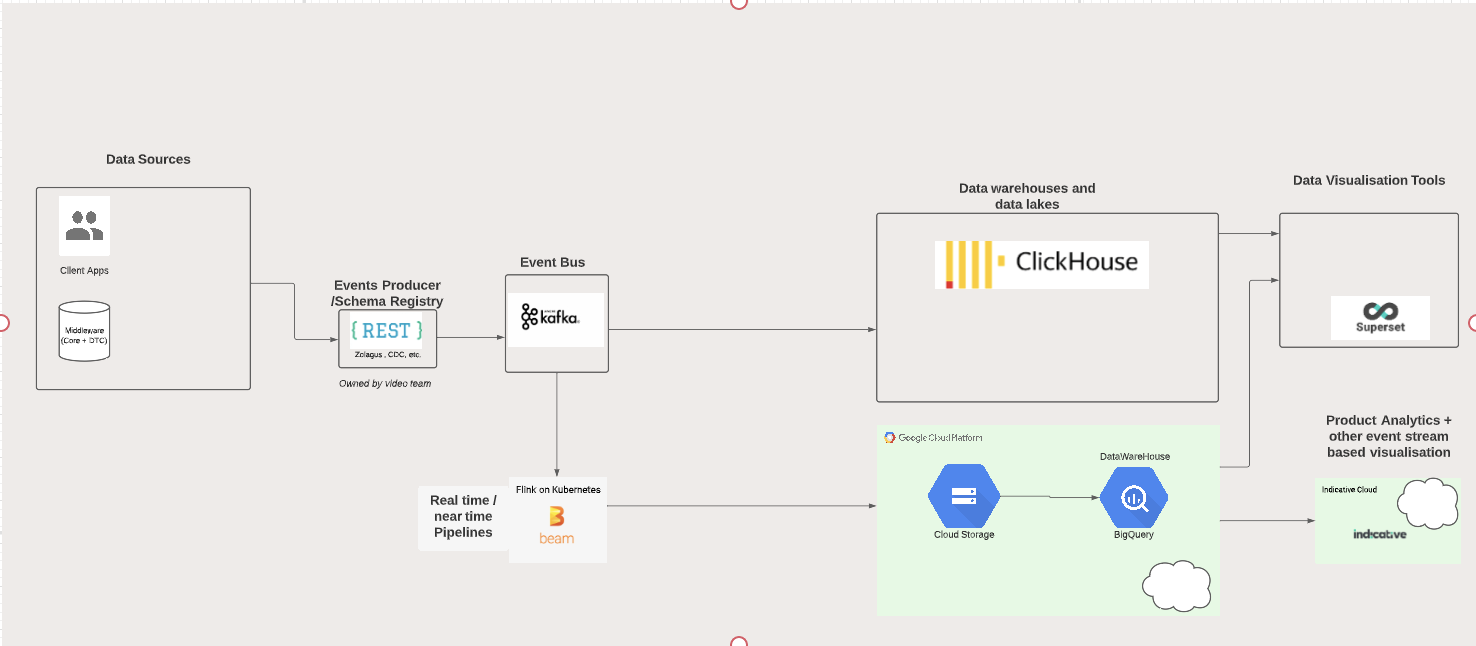 Data Sources
Client Apps
Middleware
(Core + DTC)
Events Producer
/Schema Registry
{ REST }
Zolagus , CDC, etc.
Owned by video team
Event Bus
kafka
Real time /
near time
Pipelines
Flink on Kubernetes
beam
Data warehouses and
data lakes
ClickHouse
Google Cloud Platform
Cloud Storage
DataWareHouse
BigQuery
Data Visualisation Tools
Superset
Product Analytics +
other event stream
based visualisation
Indicative Cloud
indicative